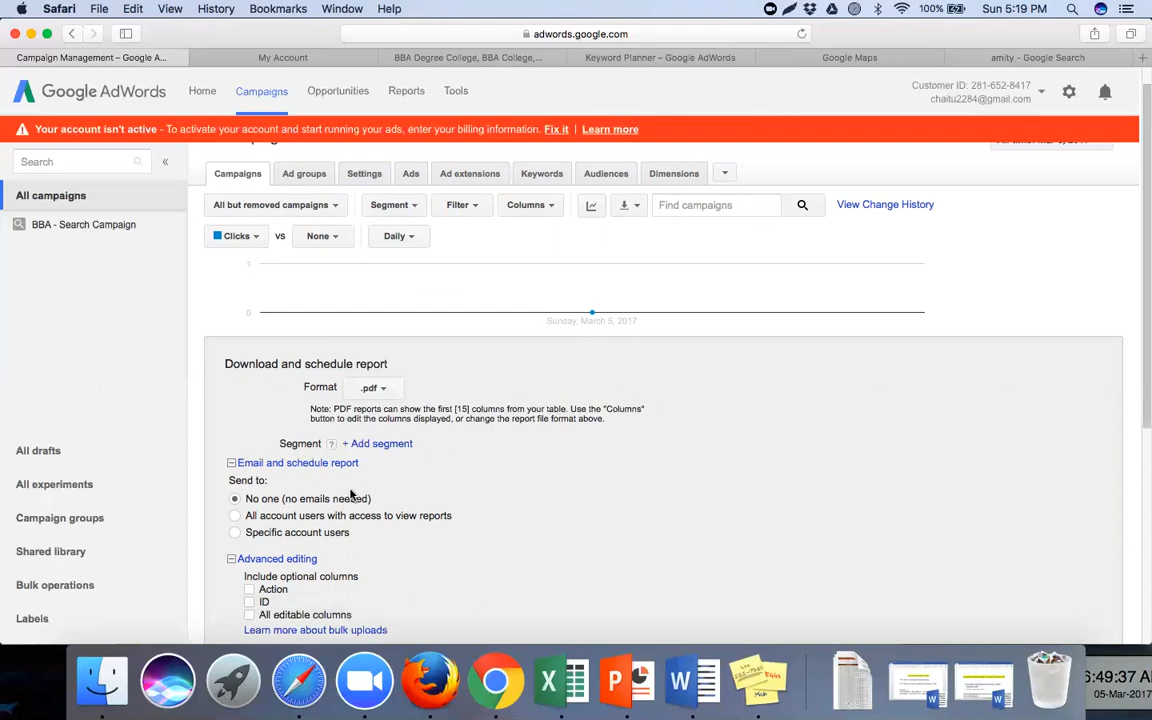 Safari File Edit View History Bookmarks Window Help 100% Sun 5:19 PM
adwords.google.com
Campaign Management – Google A... My Account BBA Degree College, BBA College,... Keyword Planner – Google AdWords Google Maps amity - Google Search
Google AdWords Home Campaigns Opportunities Reports Tools Customer ID: 281-652-8417
chaitu2284@gmail.com
Your account isn't active - To activate your account and start running your ads, enter your billing information. Fix it | Learn more
Search «
Campaigns Ad groups Settings Ads Ad extensions Keywords Audiences Dimensions
All campaigns
All but removed campaigns Segment Filter Columns Find campaigns View Change History
BBA - Search Campaign
Clicks vs None Daily
1
0
Sunday, March 5, 2017
Download and schedule report
Format .pdf
Note: PDF reports can show the first [15] columns from your table. Use the "Columns"
button to edit the columns displayed, or change the report file format above.
Segment ? + Add segment
Email and schedule report
Send to:
No one (no emails needed)
All account users with access to view reports
Specific account users
Advanced editing
Include optional columns
Action
ID
All editable columns
Learn more about bulk uploads
All drafts
All experiments
Campaign groups
Shared library
Bulk operations
Labels
6:49:37
05-Mar-2017